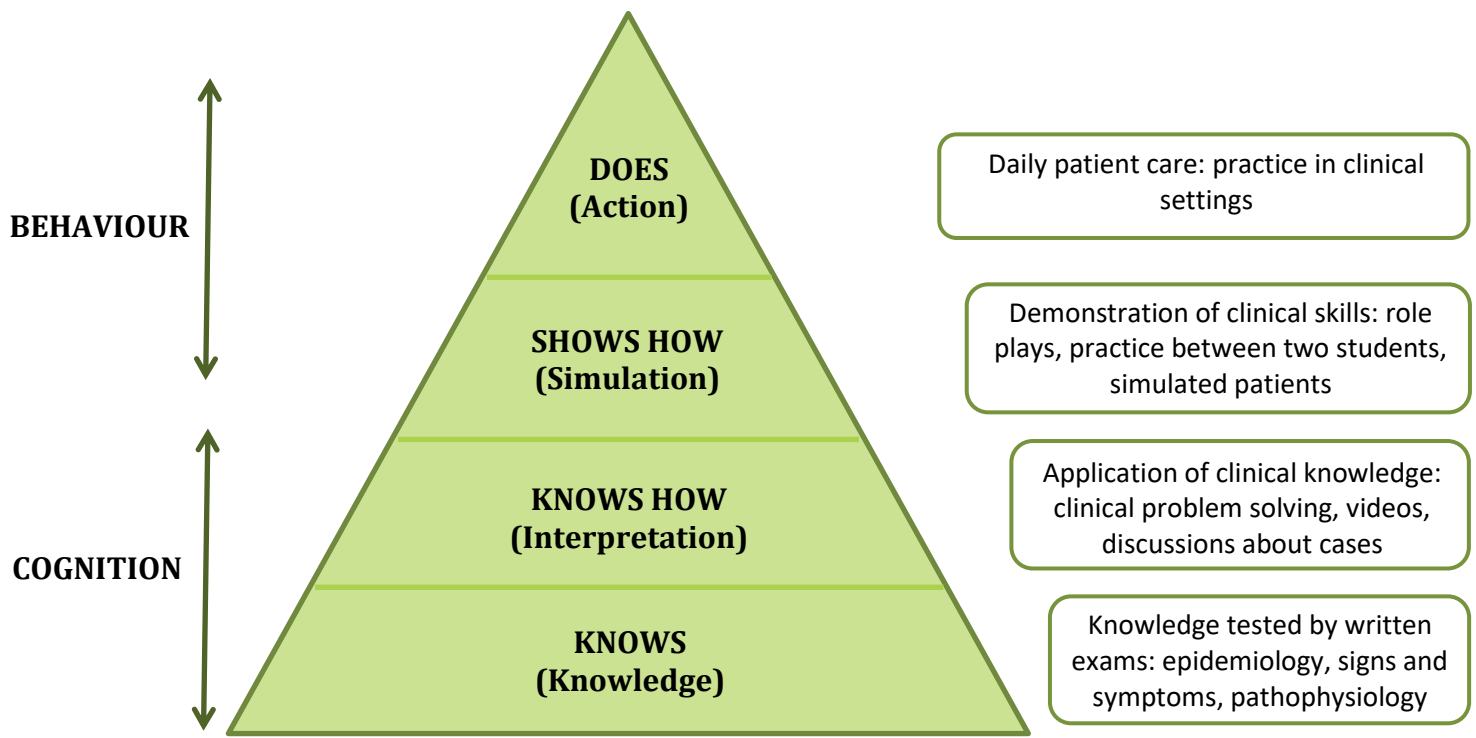 BEHAVIOUR
COGNITION
DOES
(Action)
SHOWS HOW
(Simulation)
KNOWS HOW
(Interpretation)
KNOWS
(Knowledge)
Daily patient care: practice in clinical
settings
Demonstration of clinical skills: role
plays, practice between two students,
simulated patients
Application of clinical knowledge:
clinical problem solving, videos,
discussions about cases
Knowledge tested by written
exams: epidemiology, signs and
symptoms, pathophysiology